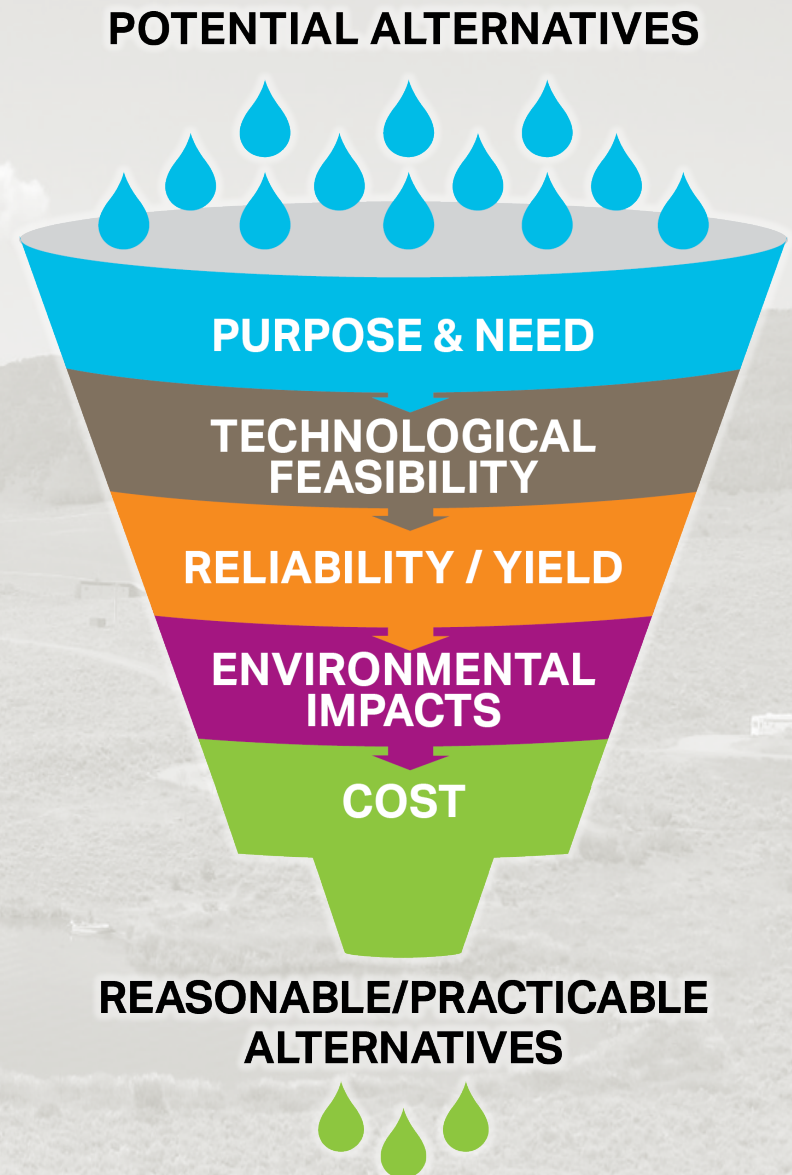 POTENTIAL ALTERNATIVES
PURPOSE & NEED
TECHNOLOGICAL
FEASIBILITY
RELIABILITY / YIELD
ENVIRONMENTAL
IMPACTS
COST
REASONABLE/PRACTICABLE
ALTERNATIVES